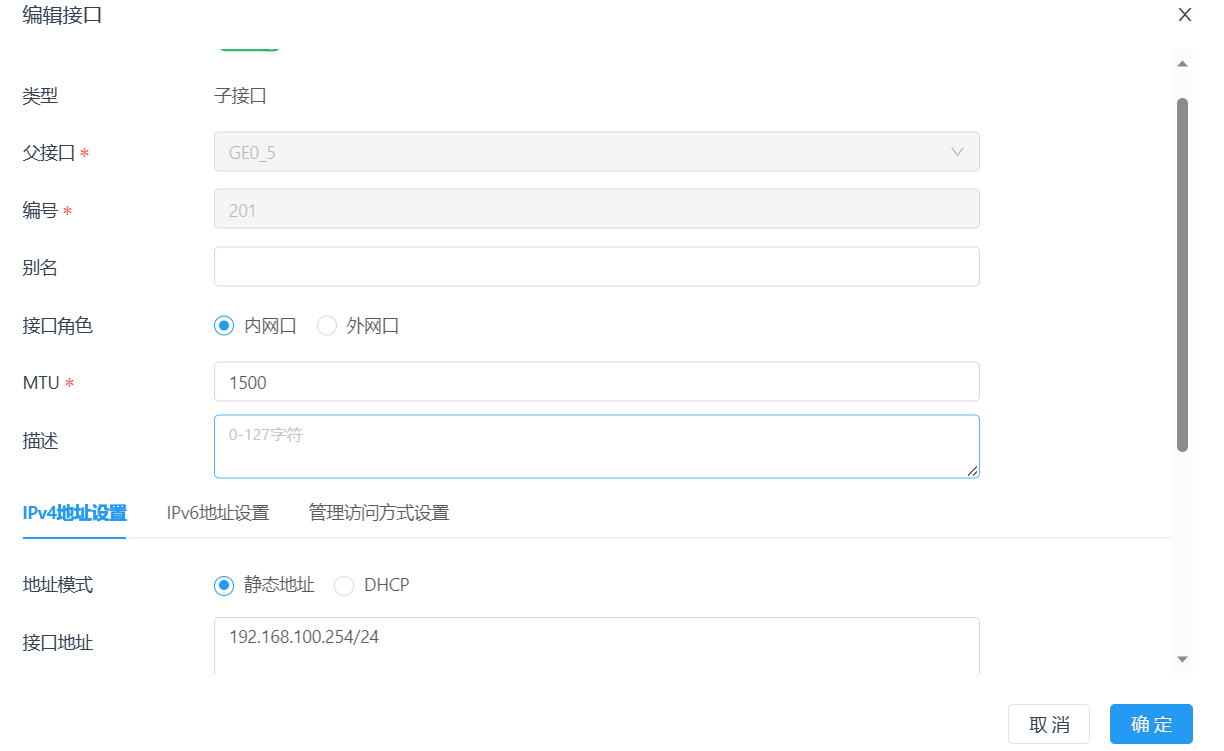 编辑接口 X
类型 子接口
父接口 * GE0_5
编号 * 201
别名
接口角色 内网口 外网口
MTU * 1500
描述 0-127字符
IPv4地址设置 IPv6地址设置 管理访问方式设置
地址模式 静态地址 DHCP
接口地址 192.168.100.254/24
取消 确定